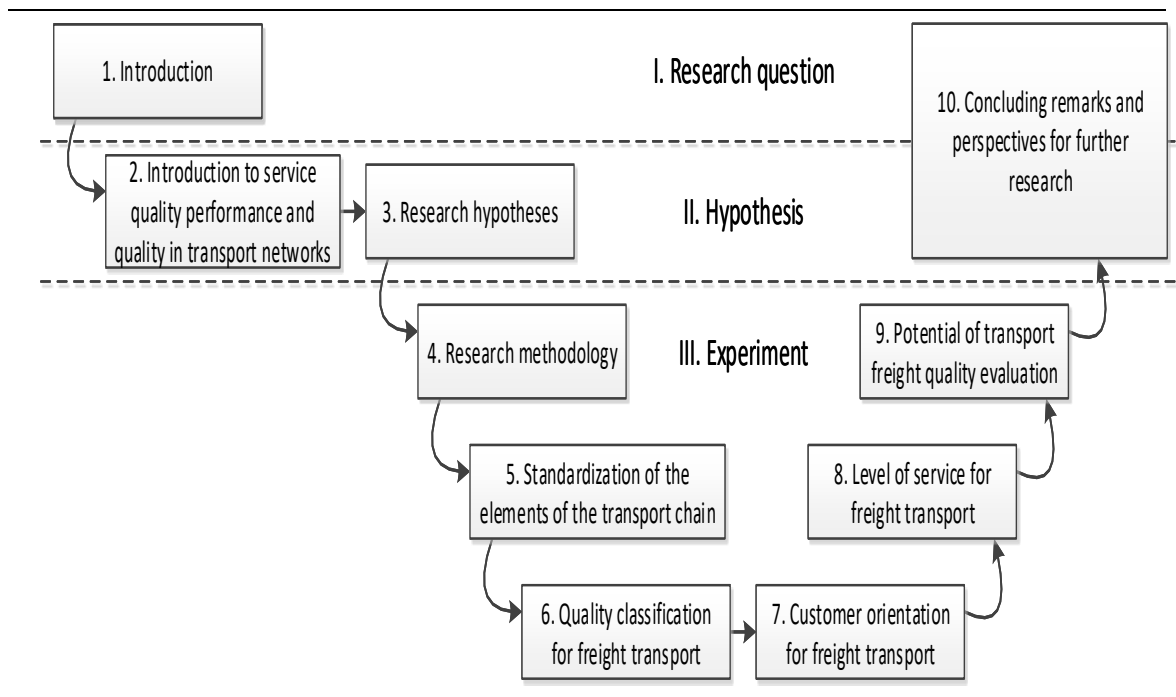 1. Introduction
I. Research question
10. Concluding remarks and
perspectives for further
research
2. Introduction to service
quality performance and
quality in transport networks
3. Research hypotheses
II. Hypothesis
4. Research methodology
III. Experiment
9. Potential of transport
freight quality evaluation
5. Standardization of the
elements of the transport chain
8. Level of service for
freight transport
6. Quality classification
for freight transport
7. Customer orientation
for freight transport